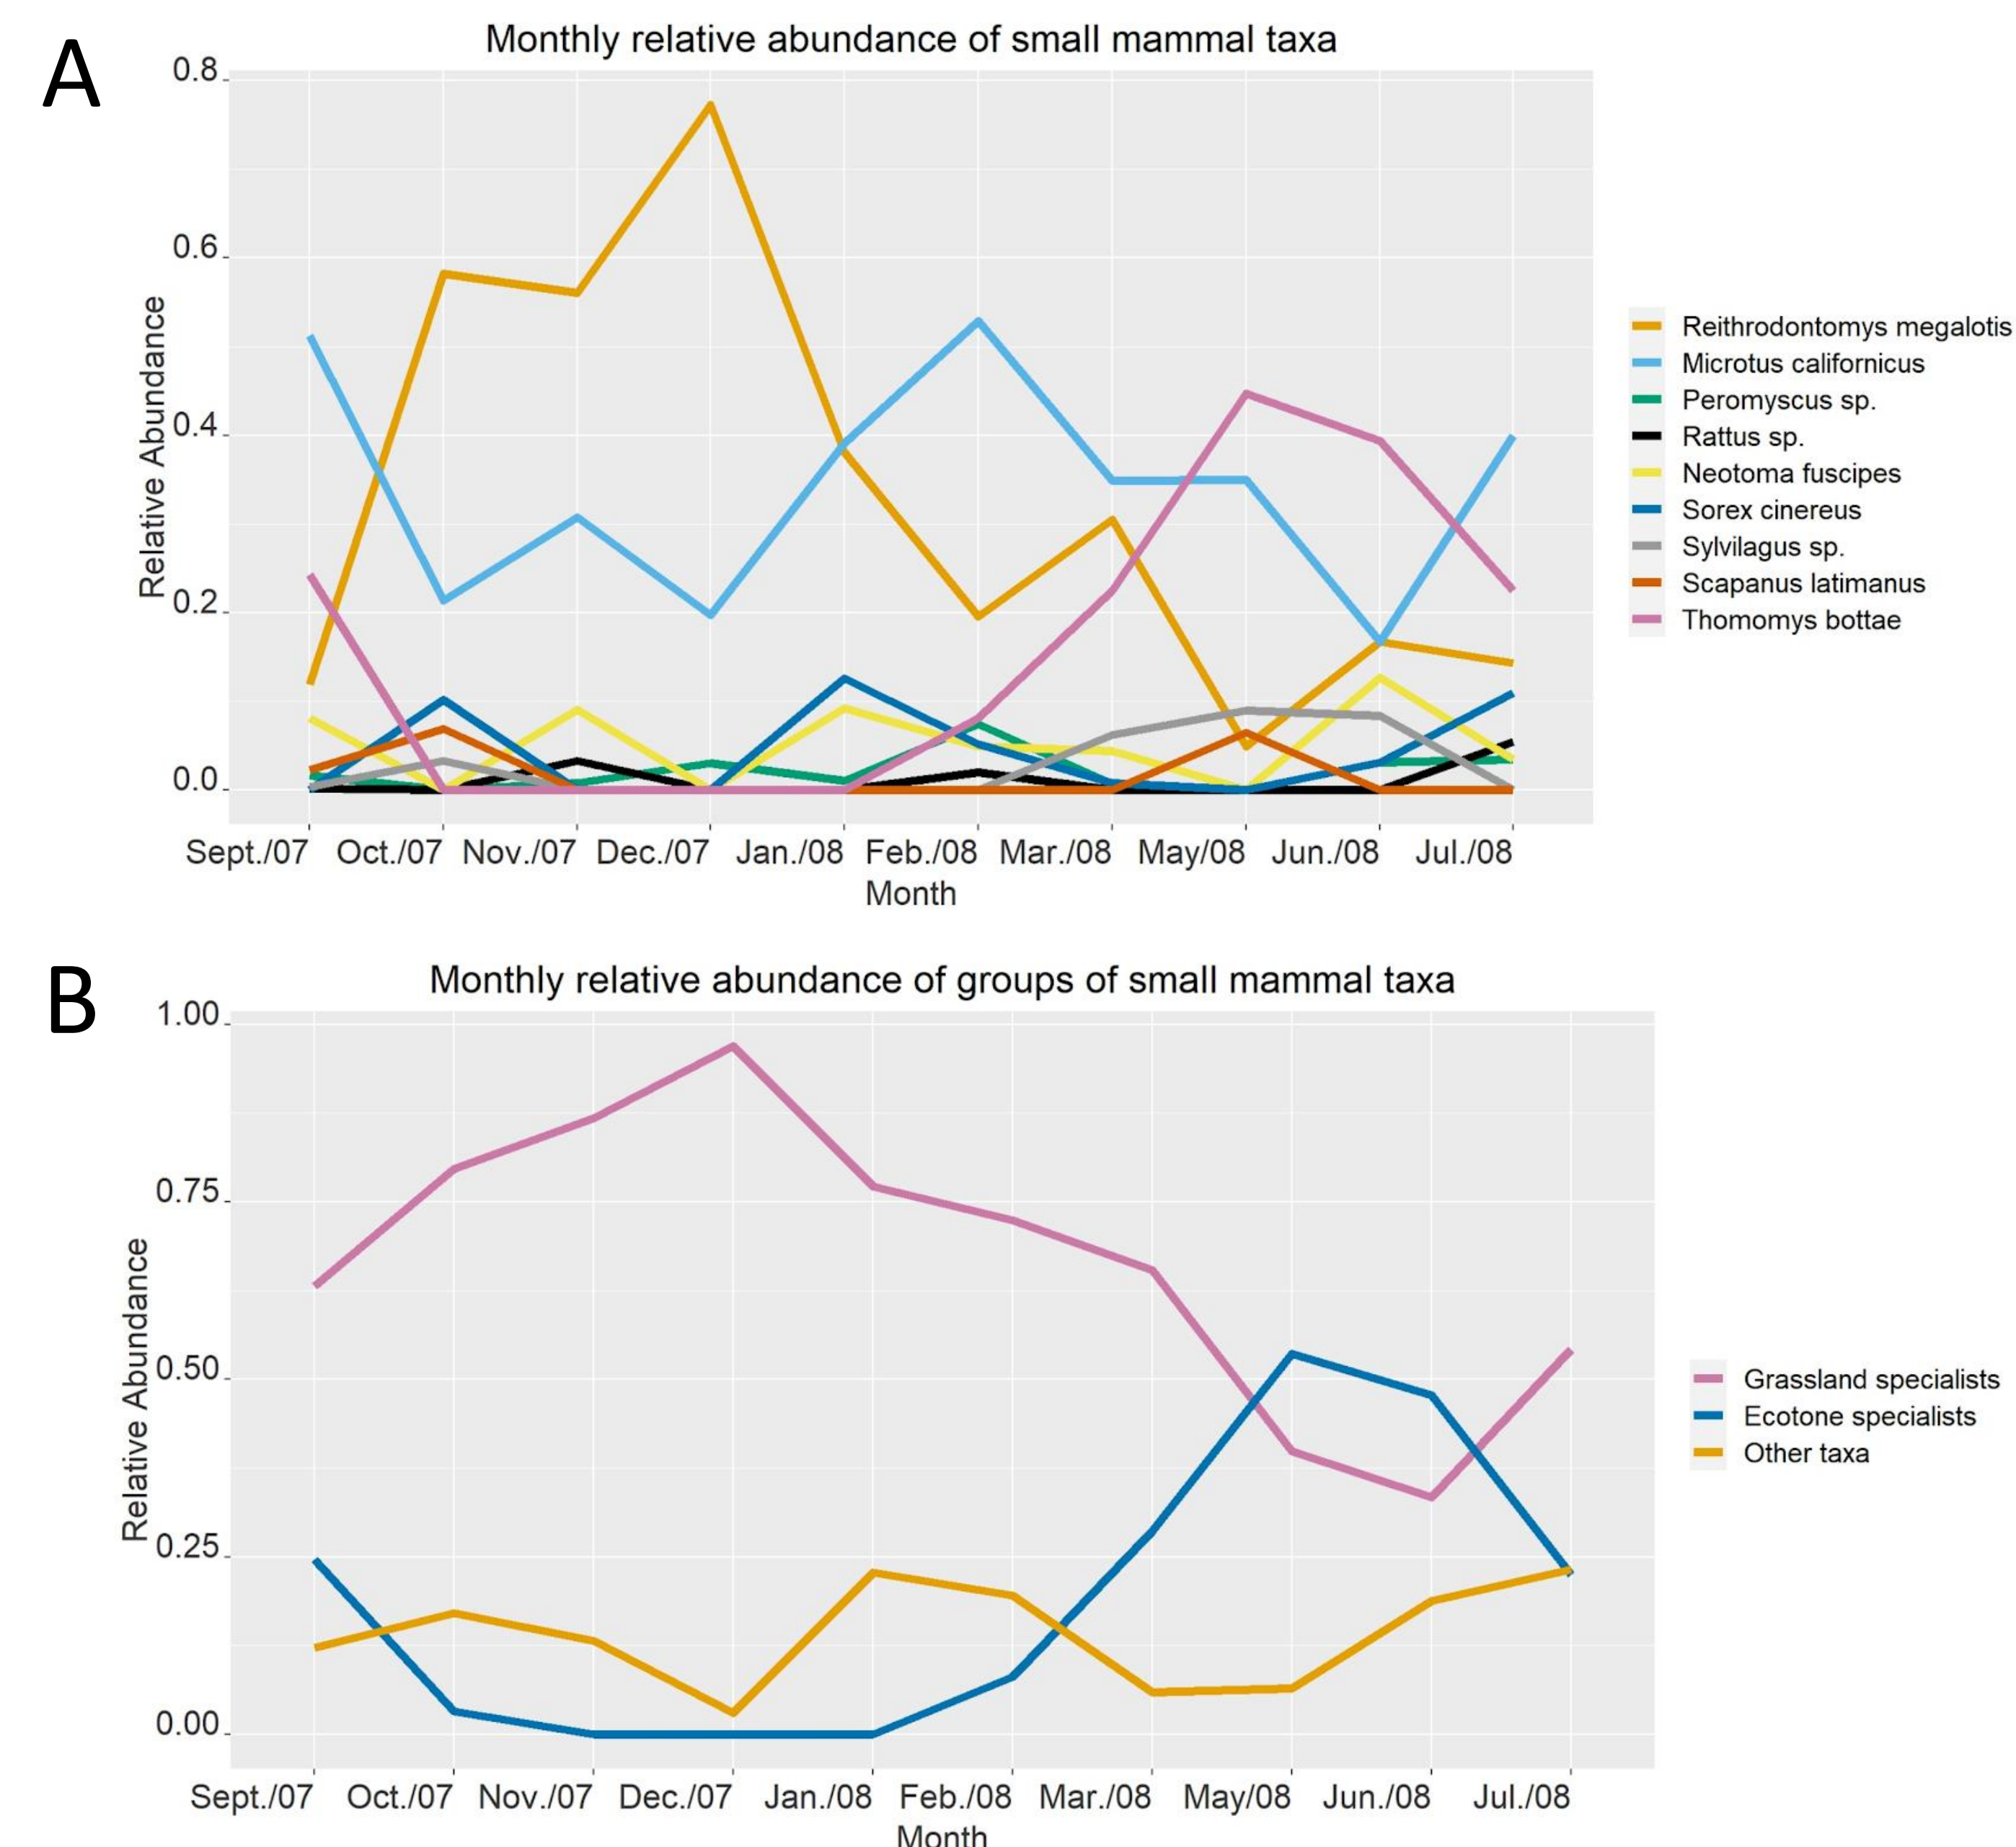 A
Monthly relative abundance of small mammal taxa
0.8
0.6
0.4
0.2
0.0
Relative Abundance
Sept./07 Oct./07 Nov./07 Dec./07 Jan./08 Feb./08 Mar./08 May/08 Jun./08 Jul./08
Month
Reithrodontomys megalotis
Microtus californicus
Peromyscus sp.
Rattus sp.
Neotoma fuscipes
Sorex cinereus
Sylvilagus sp.
Scapanus latimanus
Thomomys bottae
B
Monthly relative abundance of groups of small mammal taxa
1.00
0.75
0.50
0.25
0.00
Relative Abundance
Sept./07 Oct./07 Nov./07 Dec./07 Jan./08 Feb./08 Mar./08 May/08 Jun./08 Jul./08
Month
Grassland specialists
Ecotone specialists
Other taxa